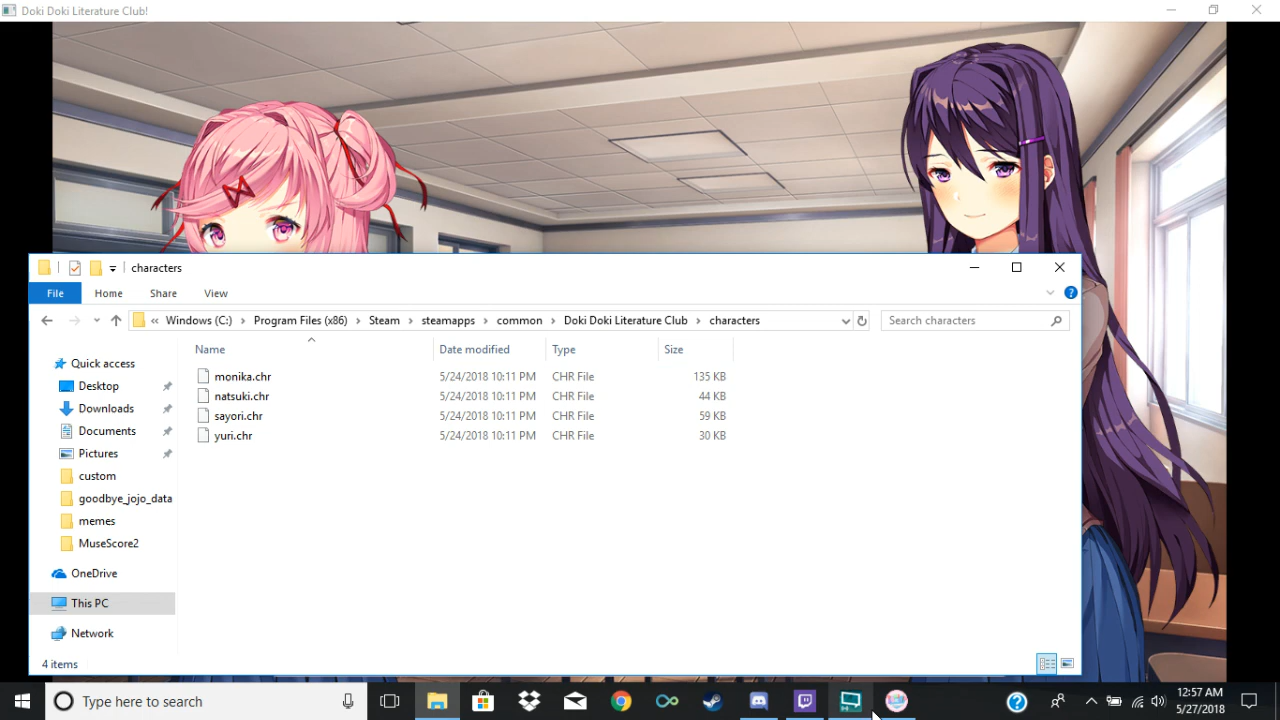 Doki Doki Literature Club!
characters
File Home Share View
« Windows (C:) > Program Files (x86) > Steam > steamapps > common > Doki Doki Literature Club > characters
Search characters
Name Date modified Type Size
monika.chr 5/24/2018 10:11 PM CHR File 135 KB
natsuki.chr 5/24/2018 10:11 PM CHR File 44 KB
sayori.chr 5/24/2018 10:11 PM CHR File 59 KB
yuri.chr 5/24/2018 10:11 PM CHR File 30 KB
Quick access
Desktop
Downloads
Documents
Pictures
custom
goodbye_jojo_data
memes
MuseScore2
OneDrive
This PC
Network
4 items
Type here to search
12:57 AM
5/27/2018